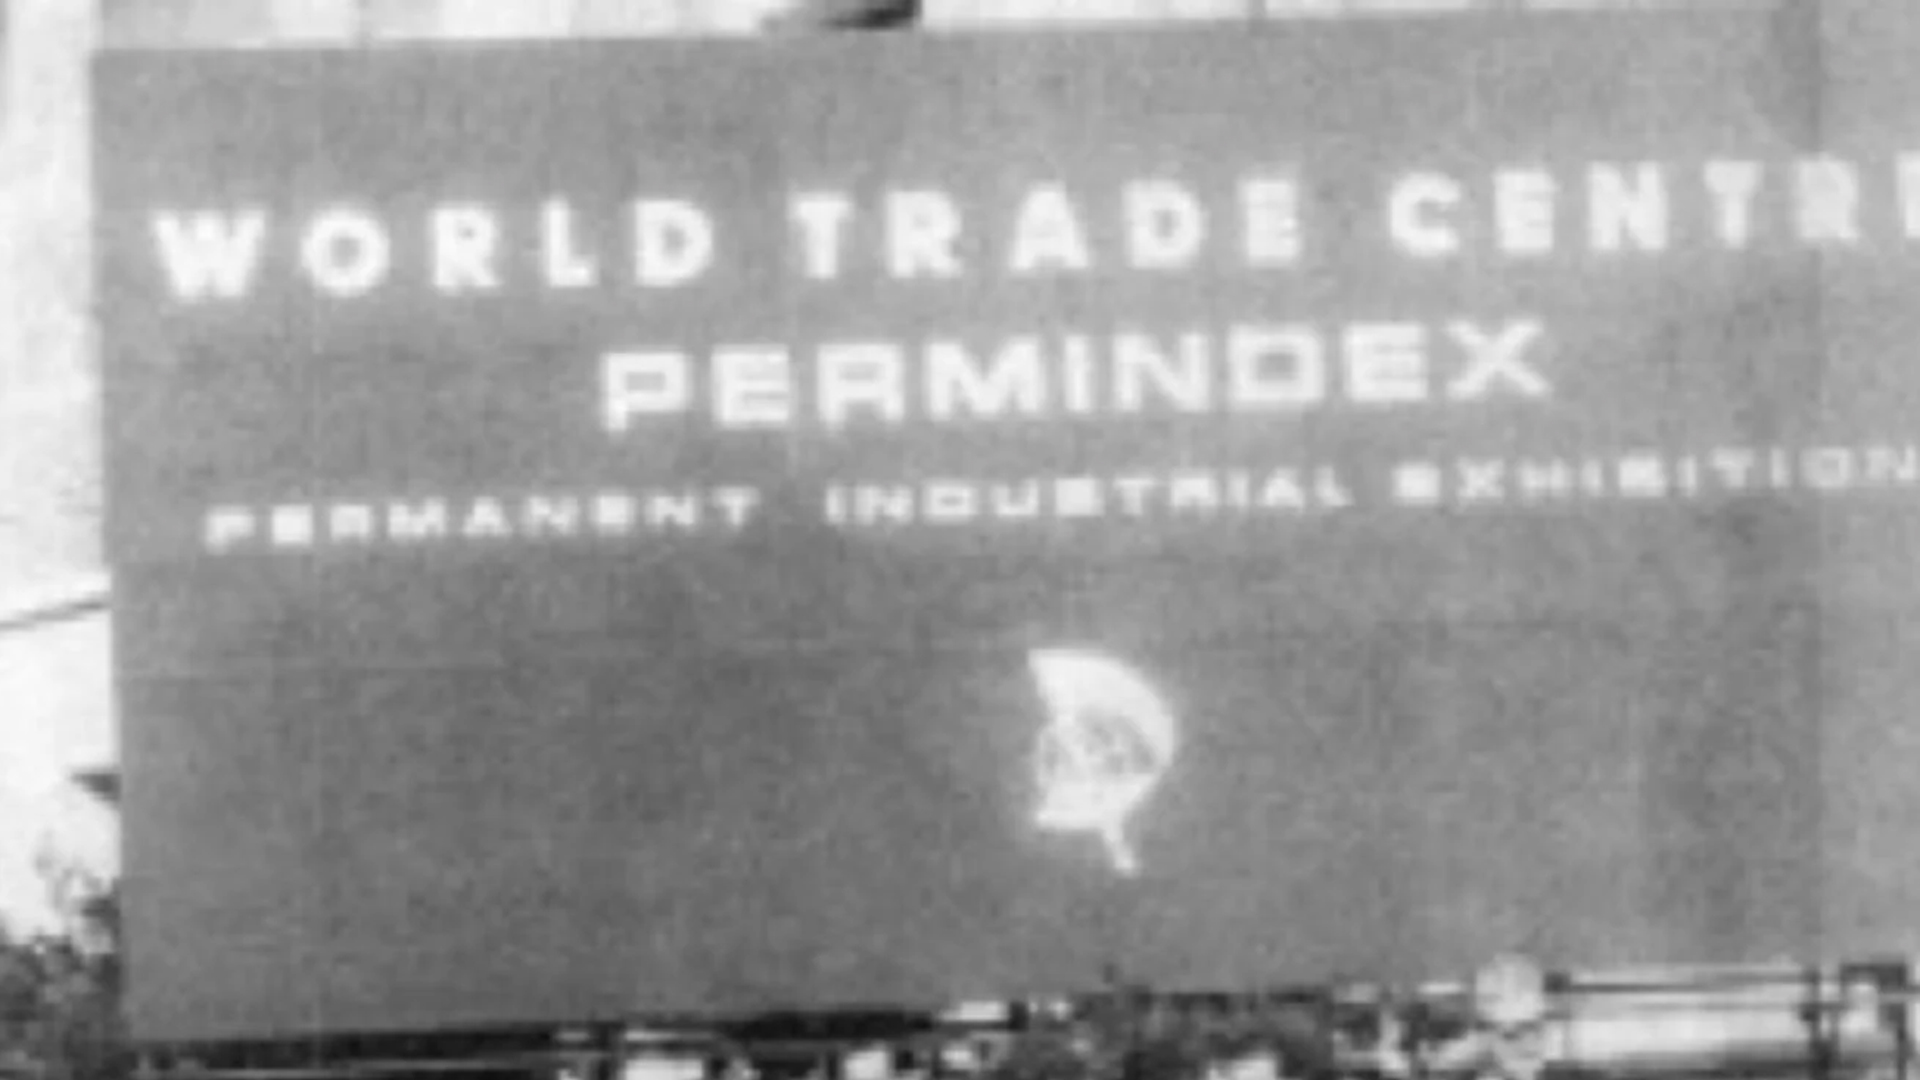 WORLD TRADE CENTRE
PERMINDEX
PERMANENT INDUSTRIAL EXHIBITION